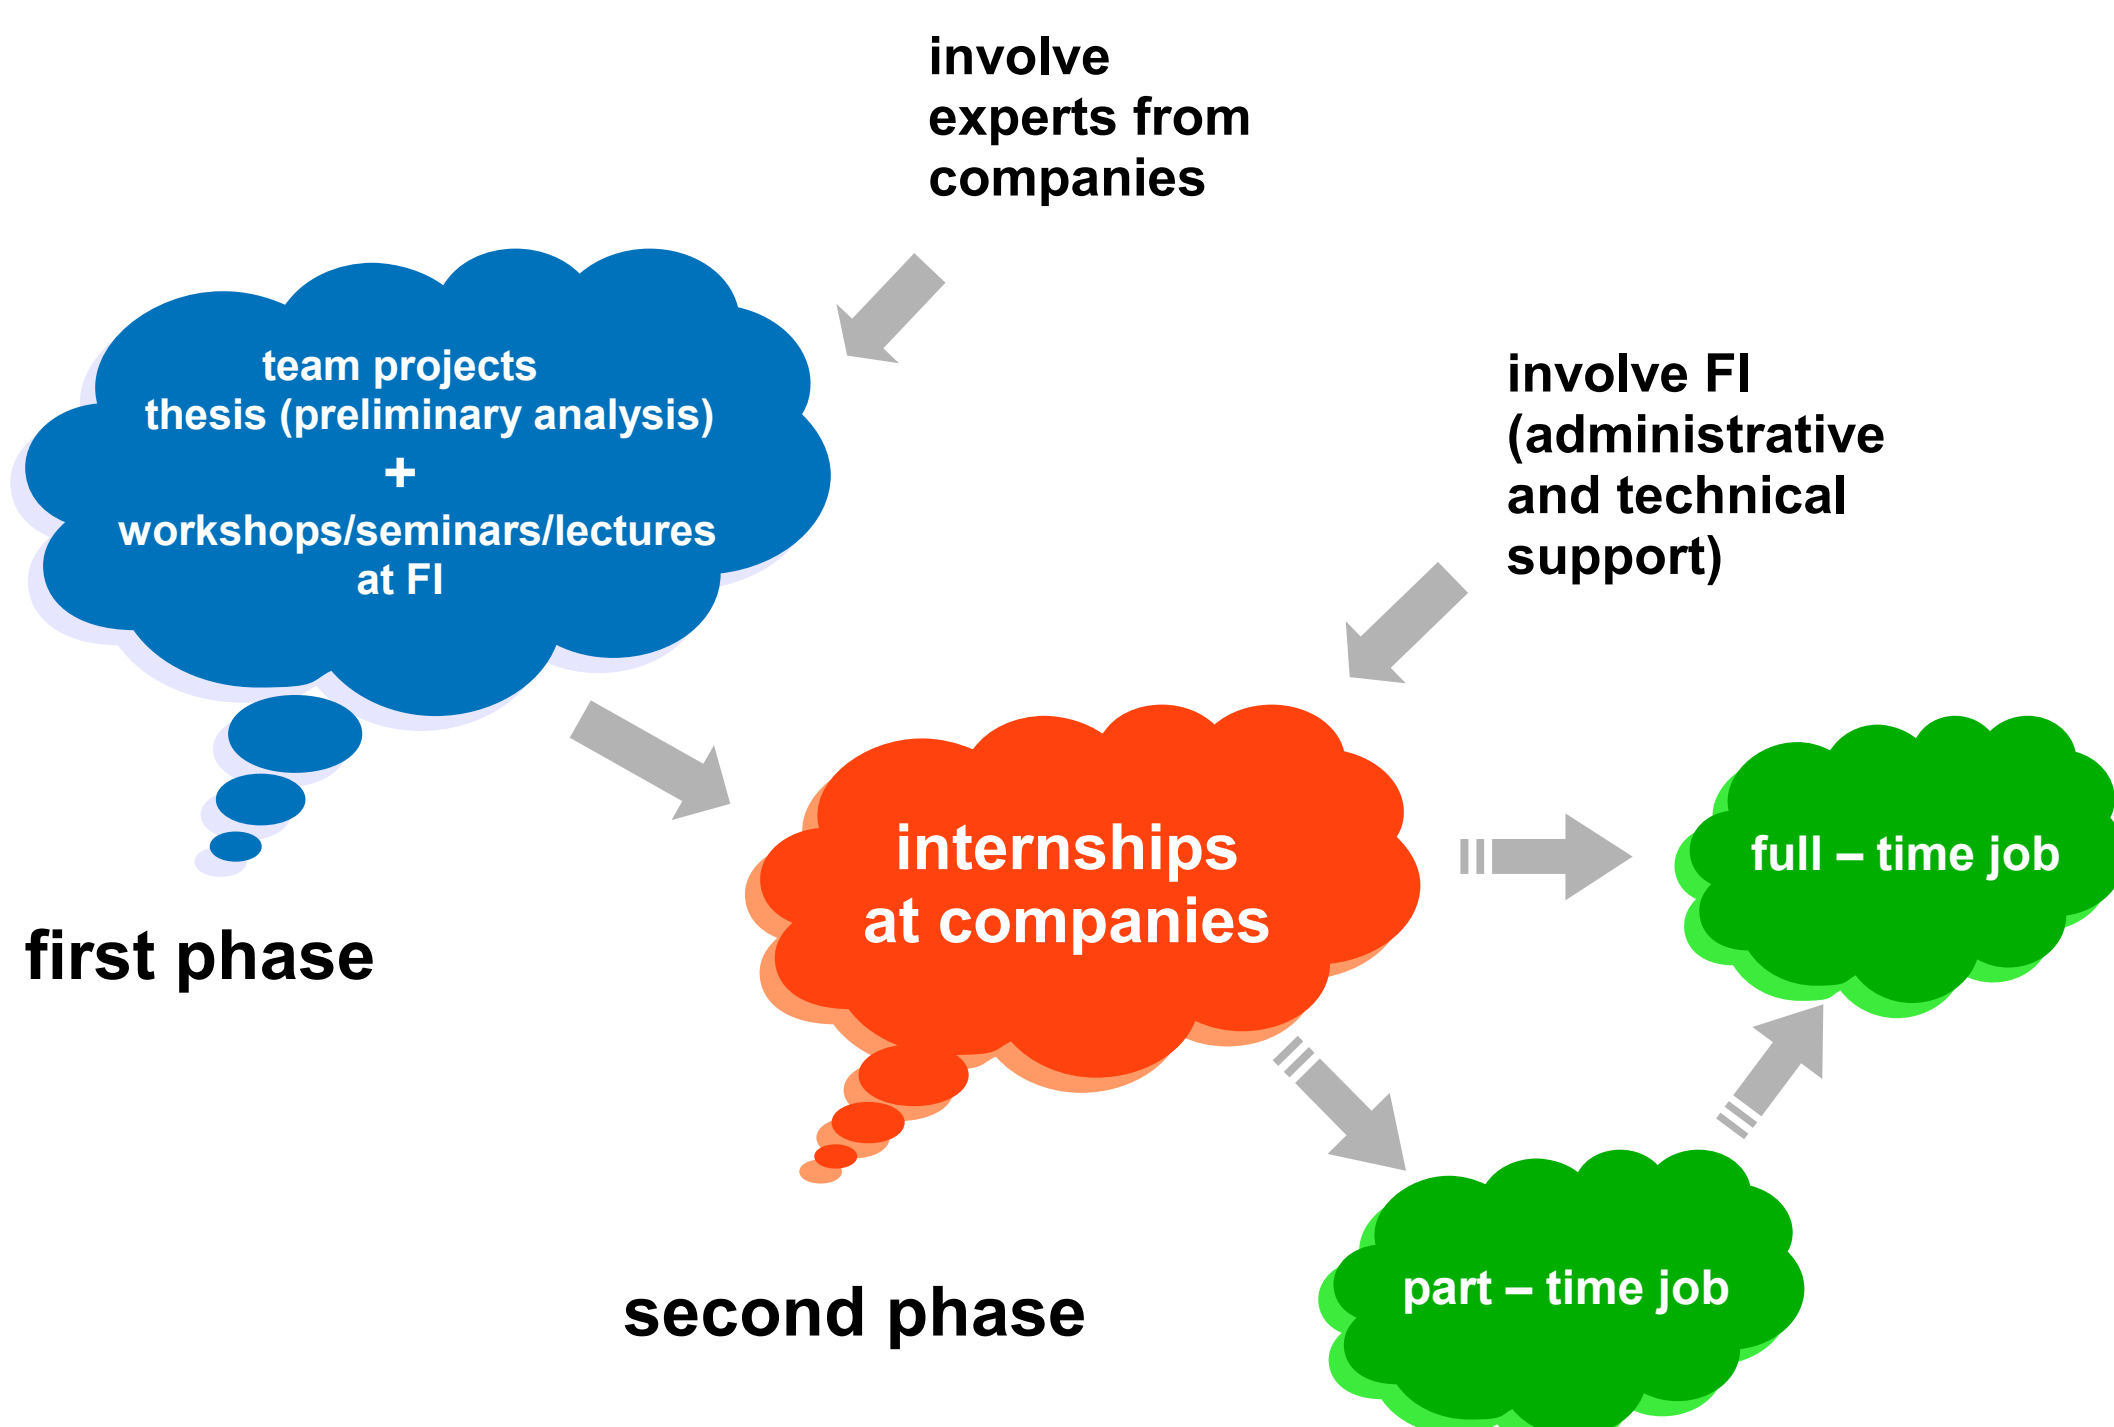 involve
experts from
companies
team projects
thesis (preliminary analysis)
+
workshops/seminars/lectures
at FI
involve FI
(administrative
and technical
support)
internships
at companies
full – time job
first phase
part – time job
second phase